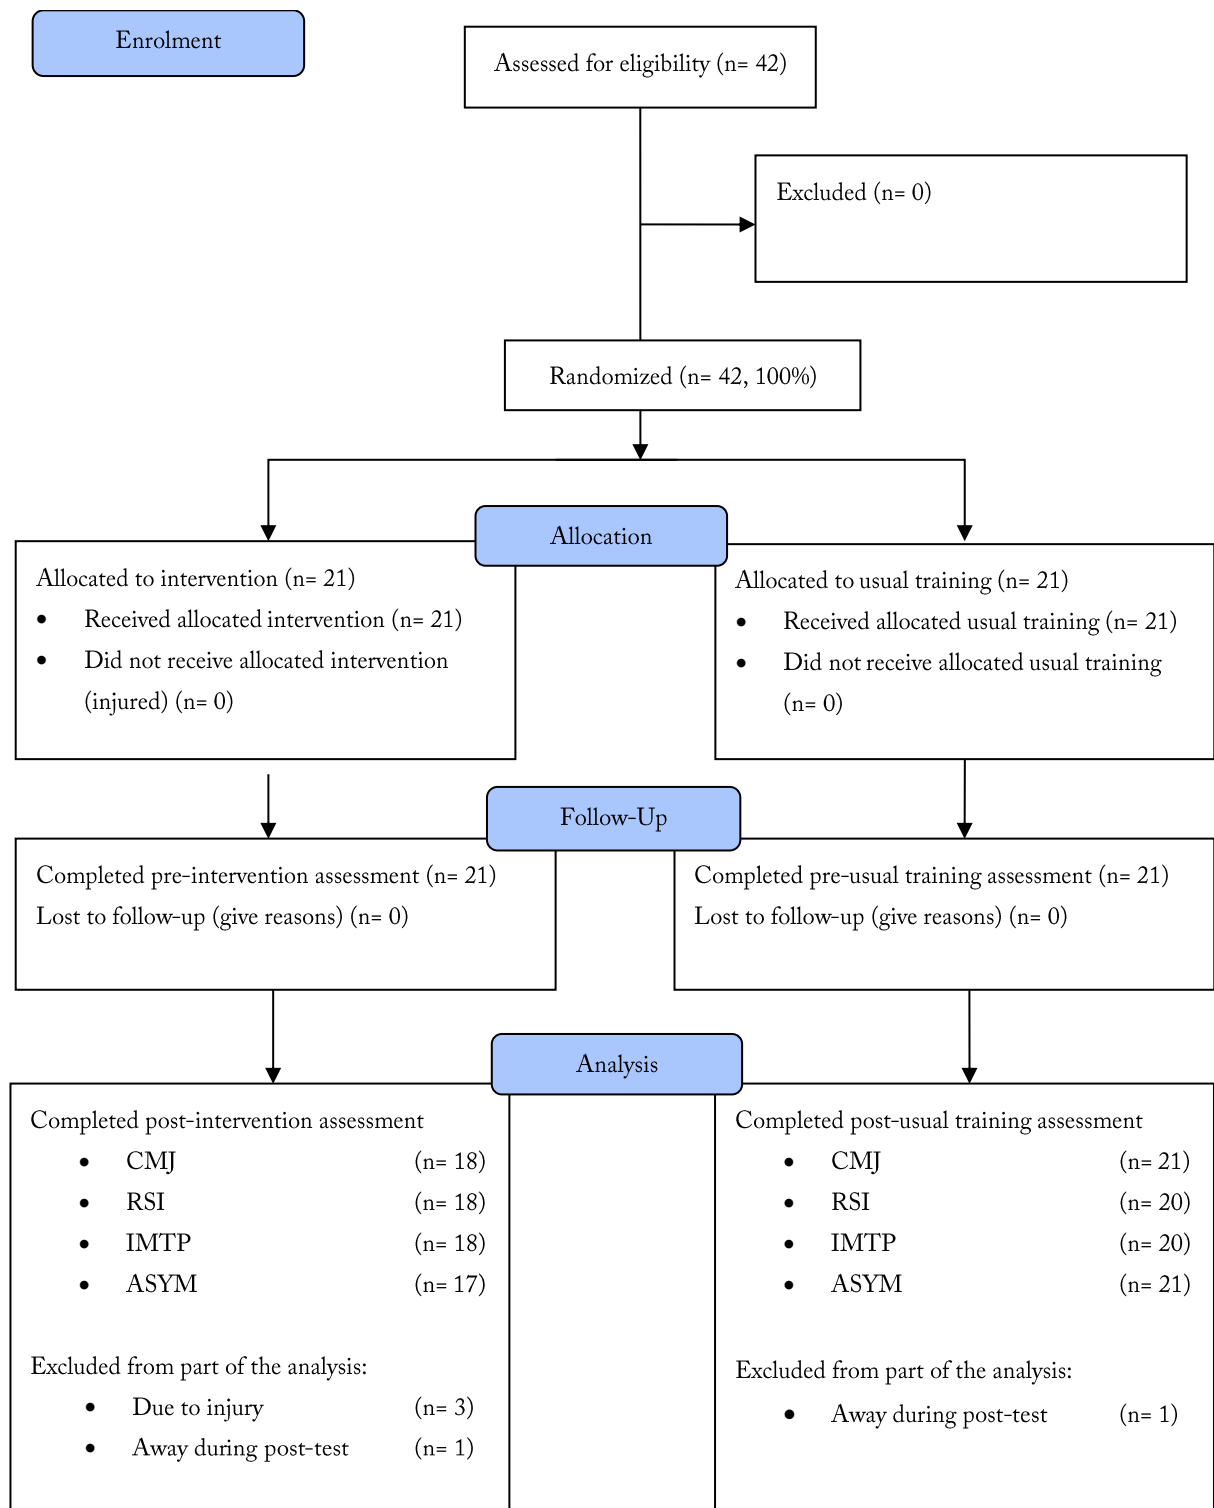 Enrolment
Assessed for eligibility (n= 42)
Excluded (n= 0)
Randomized (n= 42, 100%)
Allocation
Allocated to intervention (n= 21)
• Received allocated intervention (n= 21)
• Did not receive allocated intervention
(injured) (n= 0)
Allocated to usual training (n= 21)
• Received allocated usual training (n= 21)
• Did not receive allocated usual training
(n= 0)
Follow-Up
Completed pre-intervention assessment (n= 21)
Lost to follow-up (give reasons) (n= 0)
Completed pre-usual training assessment (n= 21)
Lost to follow-up (give reasons) (n= 0)
Analysis
Completed post-intervention assessment
• CMJ (n= 18)
• RSI (n= 18)
• IMTP (n= 18)
• ASYM (n= 17)
Excluded from part of the analysis:
• Due to injury (n= 3)
• Away during post-test (n= 1)
Completed post-usual training assessment
• CMJ (n= 21)
• RSI (n= 20)
• IMTP (n= 20)
• ASYM (n= 21)
Excluded from part of the analysis:
• Away during post-test (n= 1)